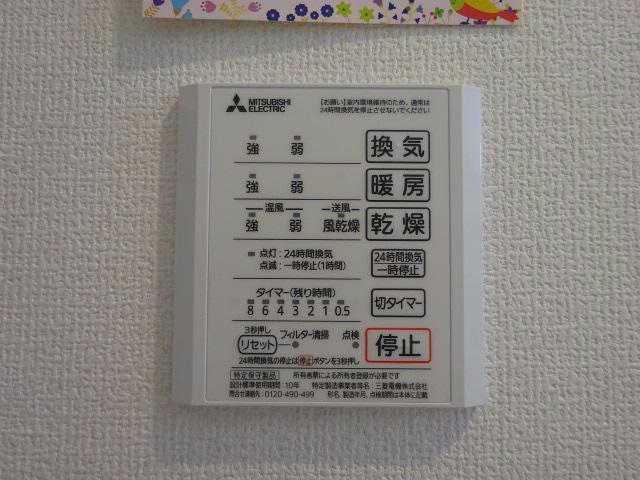 MITSUBISHI
ELECTRIC
【お願い】室内環境維持のため、通常は
24時間換気を停止させないでください
強 弱 換気
強 弱 暖房
温風 送風
強 弱 風乾燥 乾燥
点灯：24時間換気
点滅：一時停止(1時間)
24時間換気
一時停止
タイマー(残り時間)
8 6 4 3 2 1 0.5
切タイマー
3秒押し
リセット フィルター清掃 点検
停止
24時間換気の停止は停止ボタンを3秒押し
特定保守製品 所有者票による所有者登録が必要です
設計標準使用期間：10年 特定製造事業者等名：三菱電機株式会社
問合せ連絡先：0120-490-499 形名、製造年月、点検期間は本体に記載